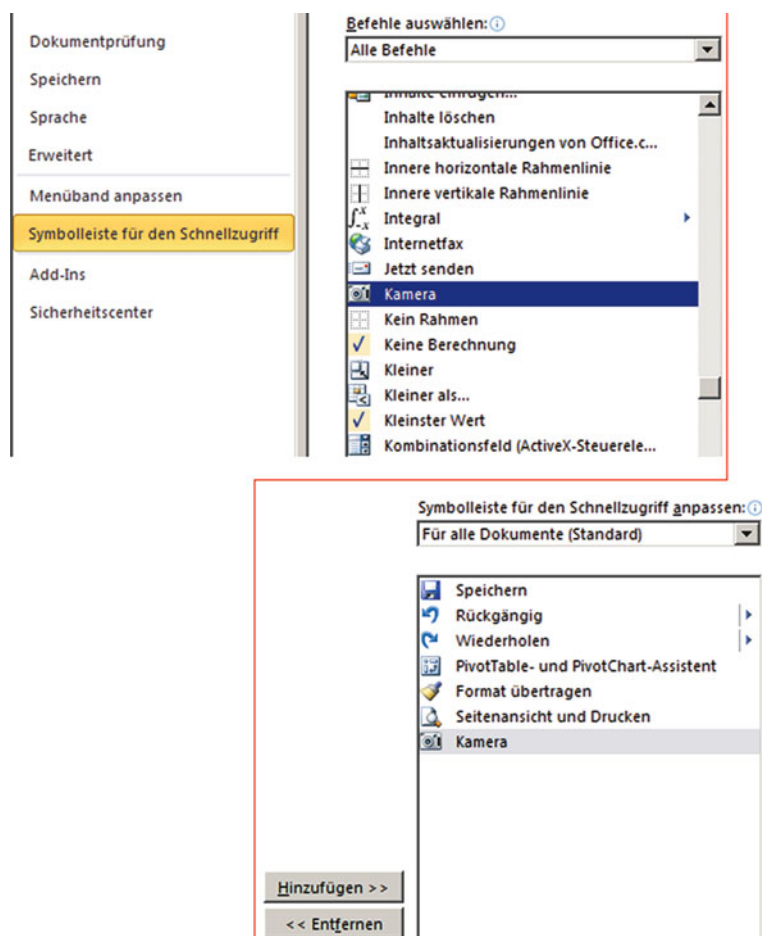 Dokumentprüfung
Speichern
Sprache
Erweitert
Menüband anpassen
Symbolleiste für den Schnellzugriff
Add-Ins
Sicherheitscenter
Befehle auswählen:
Alle Befehle
Inhalte einfügen...
Inhalte löschen
Inhaltsaktualisierungen von Office.c...
Innere horizontale Rahmenlinie
Innere vertikale Rahmenlinie
Integral
Internetfax
Jetzt senden
Kamera
Kein Rahmen
Keine Berechnung
Kleiner
Kleiner als...
Kleinster Wert
Kombinationsfeld (ActiveX-Steuerele...
Symbolleiste für den Schnellzugriff anpassen:
Für alle Dokumente (Standard)
Speichern
Rückgängig
Wiederholen
PivotTable- und PivotChart-Assistent
Format übertragen
Seitenansicht und Drucken
Kamera
Hinzufügen >>
<< Entfernen